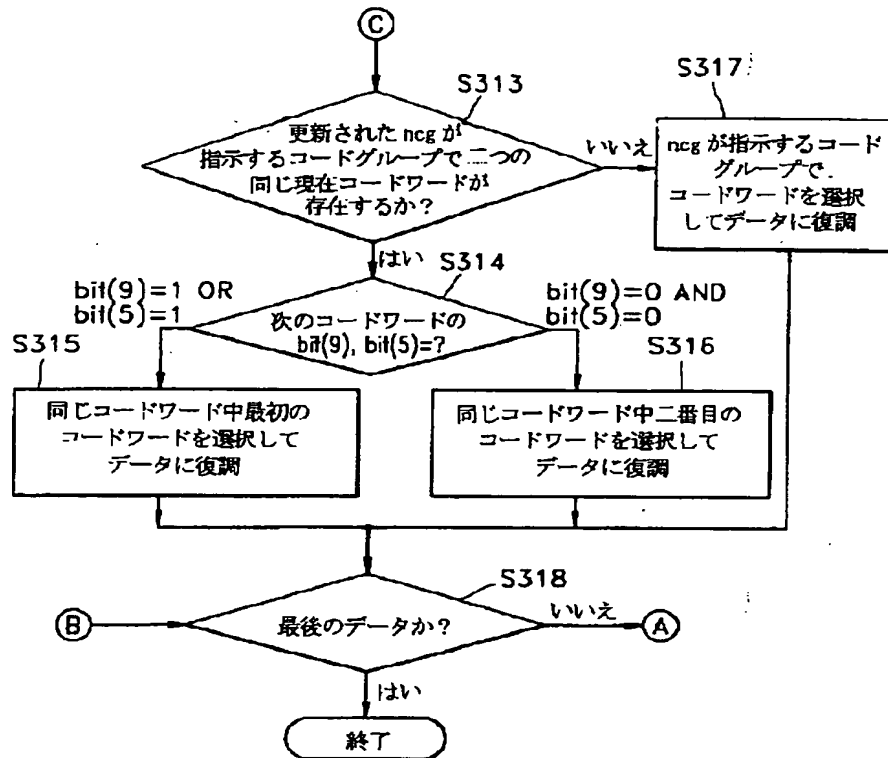 C
S313
更新された ncg が
指示するコードグループで 二つの
同じ現在コードワードが
存在するか？
いいえ
S317
ncg が指示するコード
グループで
コードワードを選択
してデータに復調
はい
S314
次のコードワードの
bit(9), bit(5)=?
bit(9)=1 OR
bit(5)=1
bit(9)=0 AND
bit(5)=0
S315
同じコードワード中最初の
コードワードを選択して
データに復調
S316
同じコードワード中二番目の
コードワードを選択して
データに復調
S318
B
最後のデータか？
いいえ
A
はい
終了